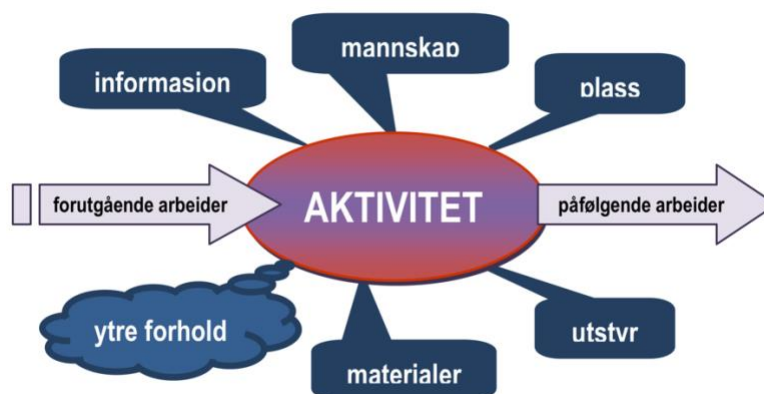 mannskap
informasjon
plass
forutgående arbeider
AKTIVITET
påfølgende arbeider
ytre forhold
utstyr
materialer